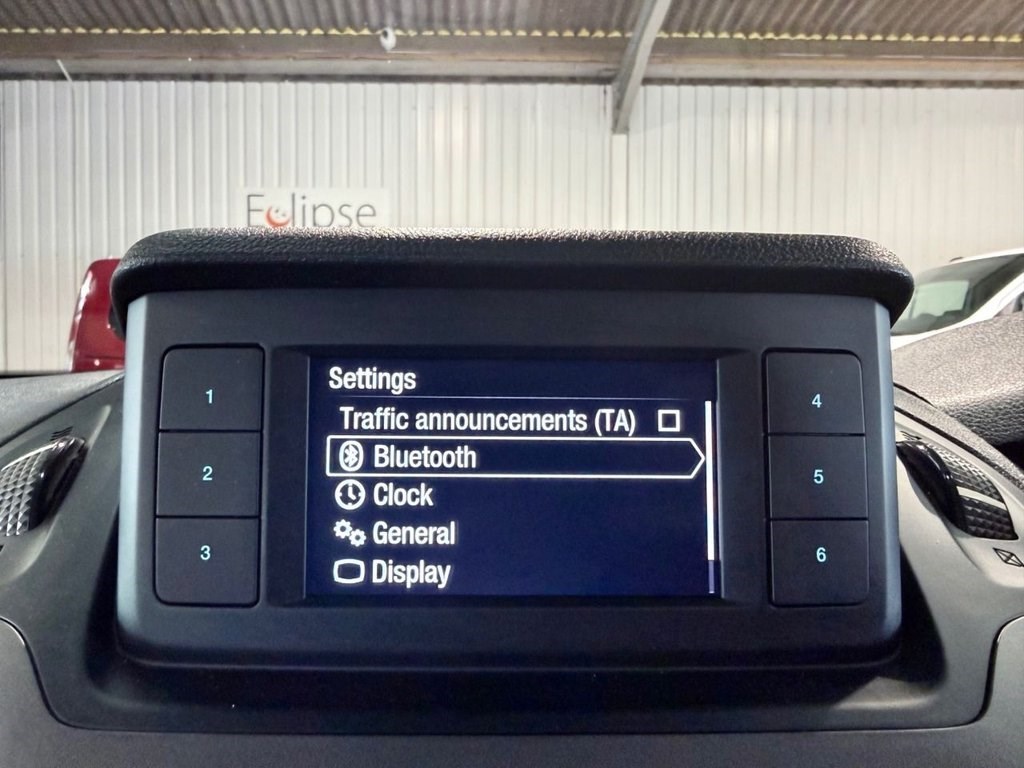 Eclipse
Settings
Traffic announcements (TA)
Bluetooth
Clock
General
Display
1
2
3
4
5
6